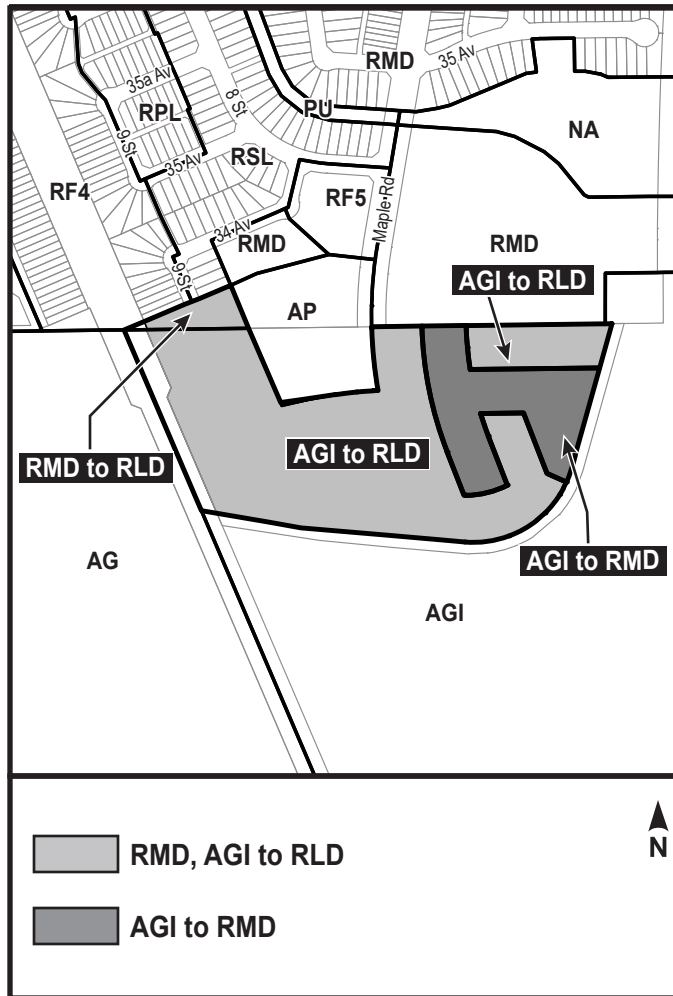 35 Av
RMD
35a Av
8 St
PU
NA
RPL
9 St
RSL
35 Av
RF4
RF5
Maple Rd
34 Av
RMD
RMD
9 St
AGI to RLD
AP
RMD to RLD
AGI to RLD
AG
AGI to RMD
AGI
RMD, AGI to RLD
N
AGI to RMD